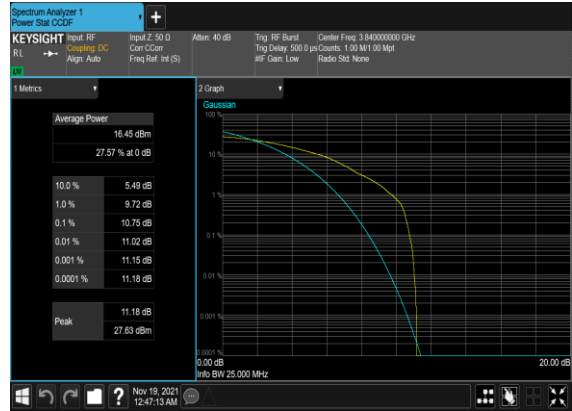 Spectrum Analyzer 1
Power Stat CCDF
KEYSIGHT
RL
Input: RF
Coupling: DC
Align: Auto
Input Z: 50 Ω
Corr CCorr
Freq Ref: Int (S)
Atten: 40 dB
Trig: RF Burst
Trig Delay: 500.0 µs
#IF Gain: Low
Center Freq: 3.840000000 GHz
Counts: 1.00 M/1.00 Mpt
Radio Std: None
1 Metrics
Average Power
16.45 dBm
27.57 % at 0 dB
10.0 % 5.49 dB
1.0 % 9.72 dB
0.1 % 10.75 dB
0.01 % 11.02 dB
0.001 % 11.15 dB
0.0001 % 11.18 dB
Peak
11.18 dB
27.63 dBm
2 Graph
Gaussian
100 %
10 %
1 %
0.1 %
0.01 %
0.001 %
0.0001 %
0.00 dB
20.00 dB
Info BW 25.000 MHz
?
Nov 19, 2021
12:47:13 AM